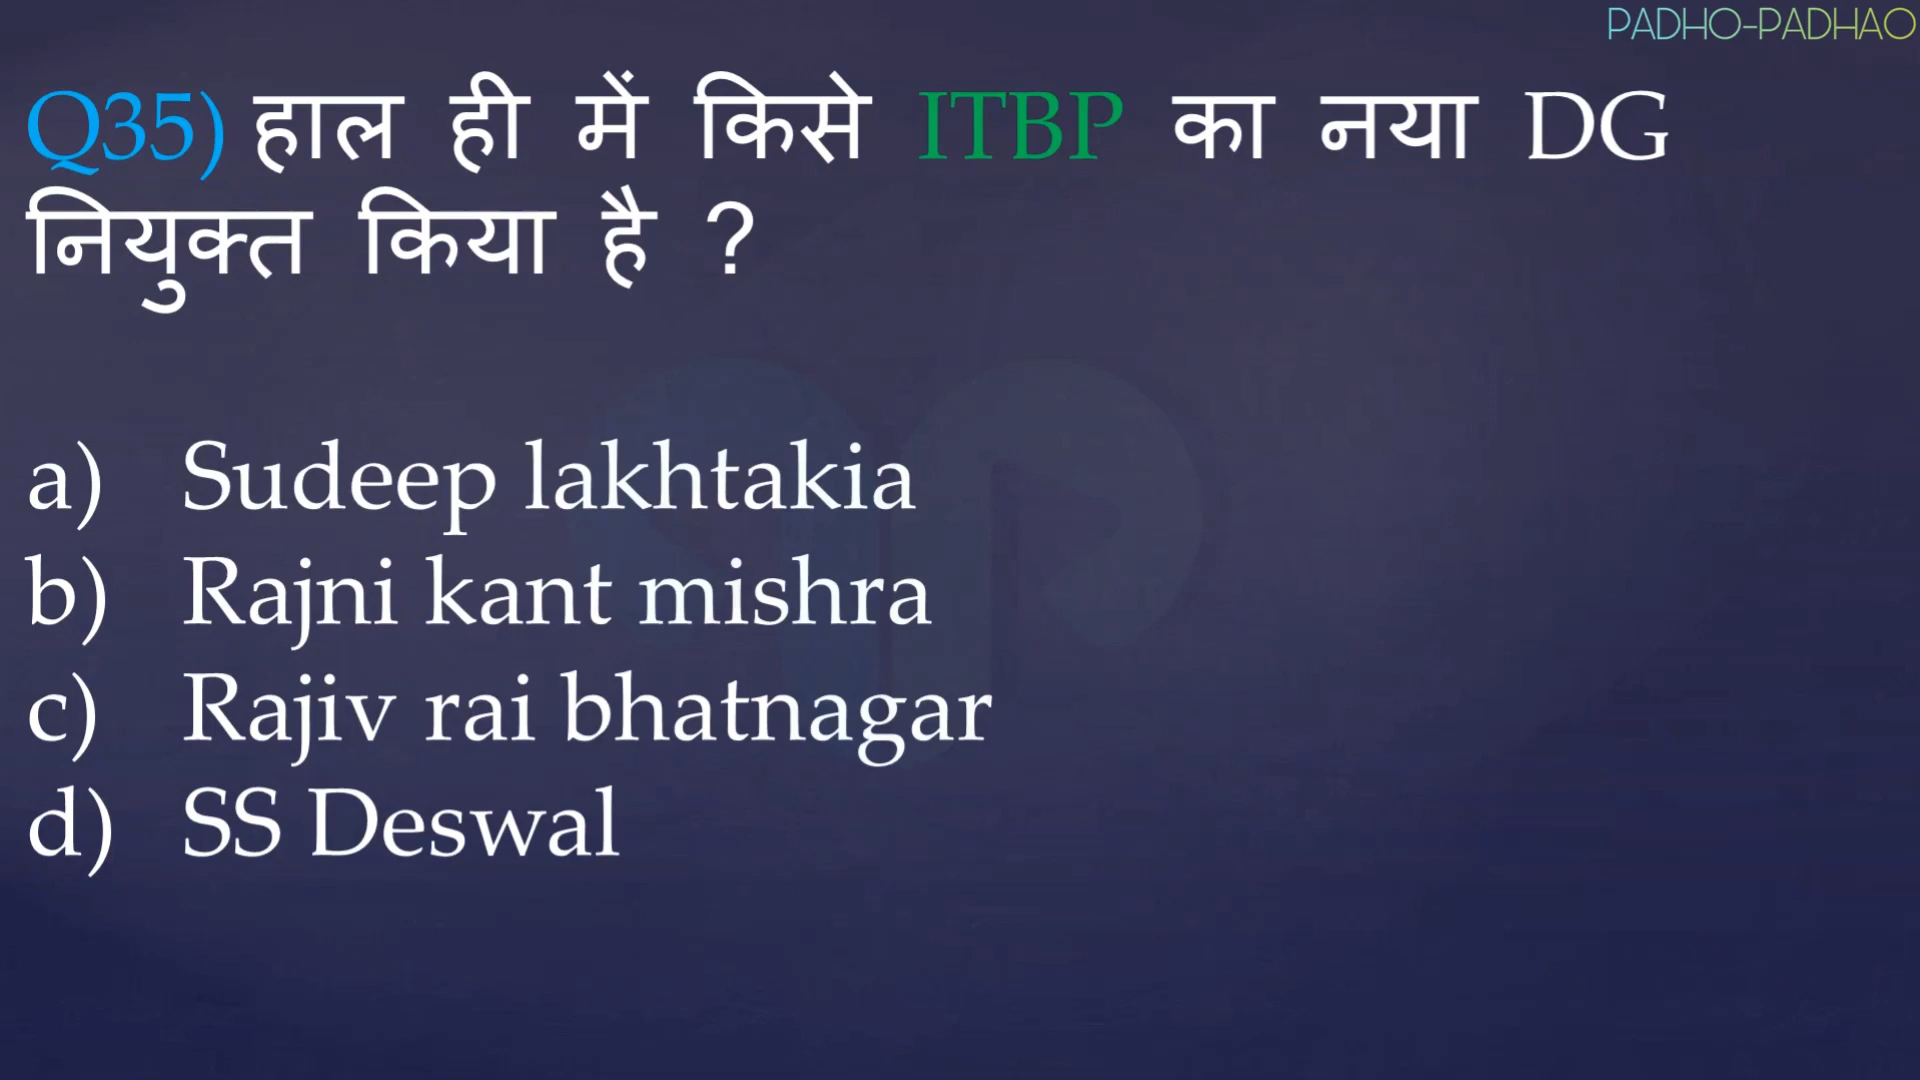 PADHO-PADHAO
Q35) हाल ही में किसे ITBP का नया DG
नियुक्त किया है ?
a) Sudeep lakhtakia
b) Rajni kant mishra
c) Rajiv rai bhatnagar
d) SS Deswal